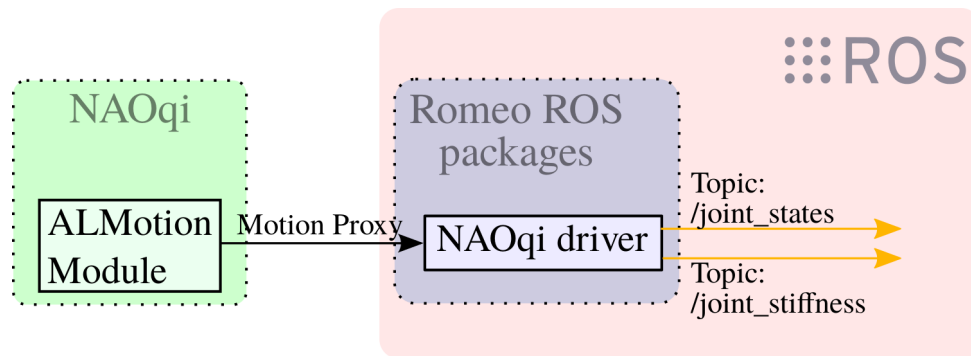 ROS
NAOqi
Romeo ROS
packages
Topic:
/joint_states
ALMotion
Module
Motion Proxy
NAOqi driver
Topic:
/joint_stiffness